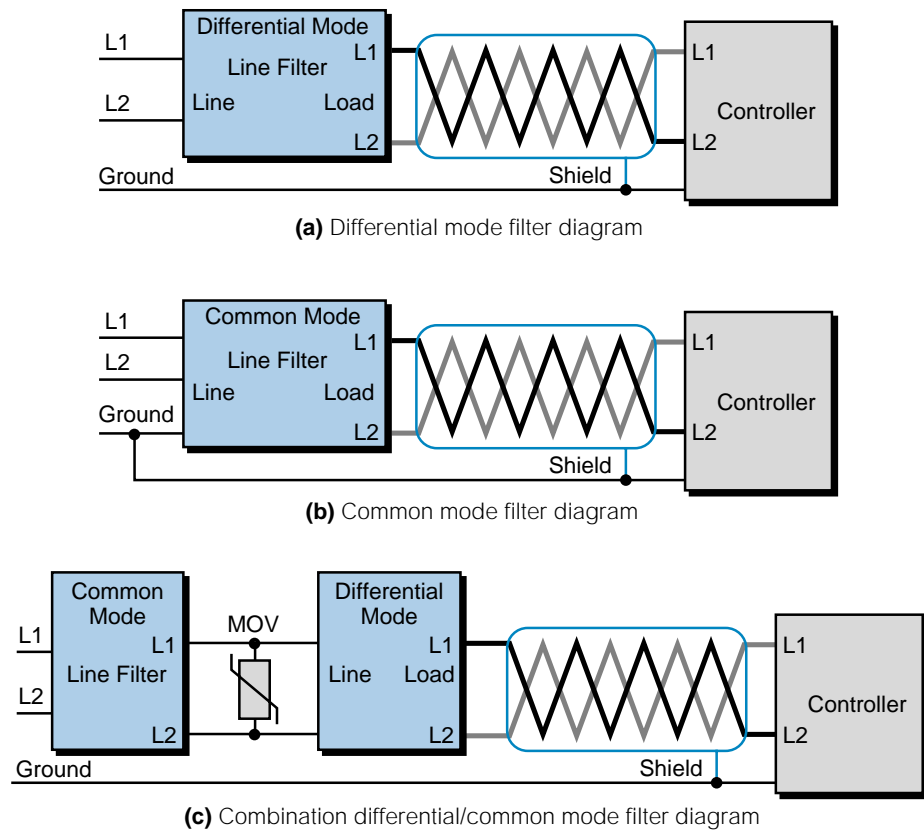 Differential Mode
L1
L1
L1
Line Filter
L2
Line
Load
Controller
L2
L2
Ground
Shield
(a) Differential mode filter diagram
L1
Common Mode
L1
L1
L2
Line Filter
Line
Load
Controller
Ground
L2
L2
Shield
(b) Common mode filter diagram
Common
Mode
Differential
Mode
MOV
L1
L1
L1
L1
Line Filter
Line
Load
L2
Controller
L2
L2
L2
Ground
Shield
(c) Combination differential/common mode filter diagram